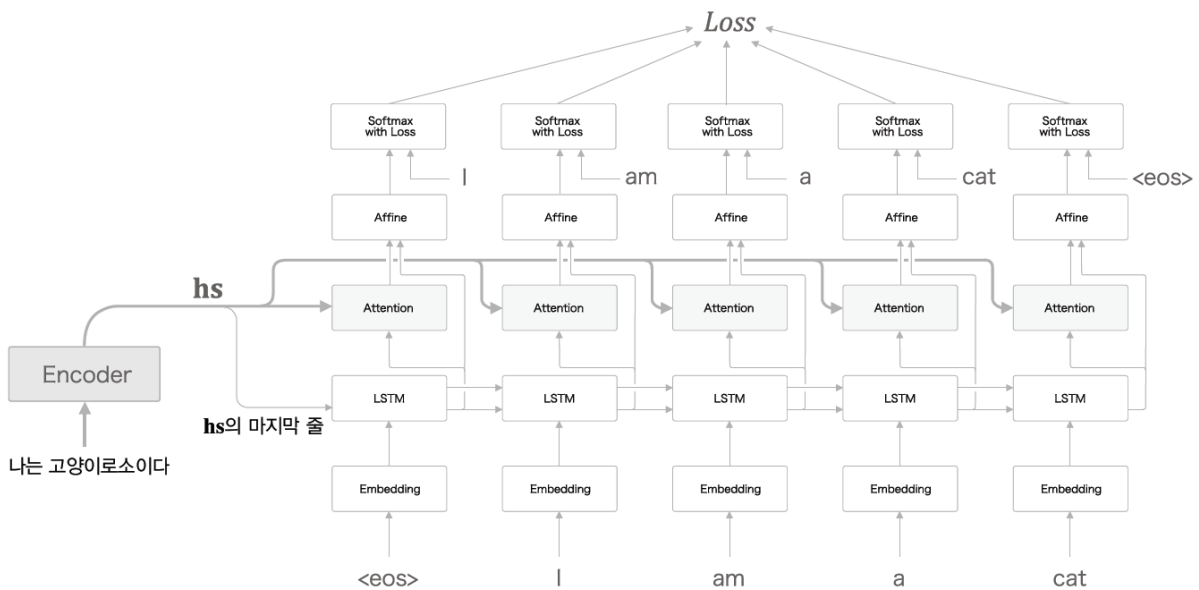 Loss
Softmax with Loss Softmax with Loss Softmax with Loss Softmax with Loss Softmax with Loss
I am a cat <eos>
Affine Affine Affine Affine Affine
hs
Attention Attention Attention Attention Attention
Encoder
LSTM LSTM LSTM LSTM LSTM
hs의 마지막 줄
나는 고양이로소이다
Embedding Embedding Embedding Embedding Embedding
<eos> I am a cat